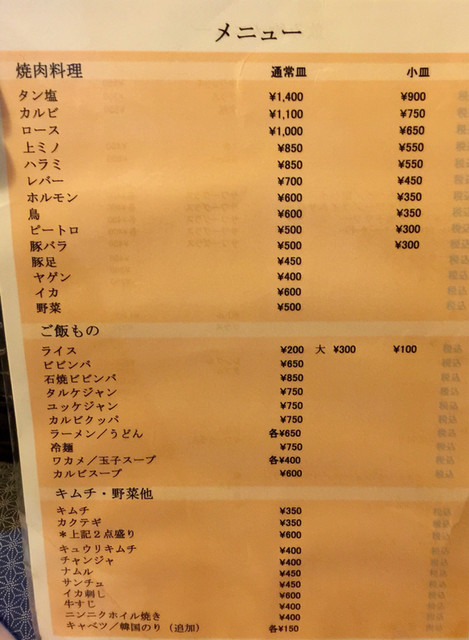 メニュー
焼肉料理 通常皿 小皿
タン塩 ¥1,400 ¥900
カルビ ¥1,100 ¥750
ロース ¥1,000 ¥650
上ミノ ¥850 ¥550
ハラミ ¥850 ¥550
レバー ¥700 ¥450
ホルモン ¥600 ¥350
鳥 ¥600 ¥350
ピートロ ¥500 ¥300
豚バラ ¥500 ¥300
豚足 ¥450
ヤゲン ¥400
イカ ¥600
野菜 ¥500
ご飯もの
ライス ¥200 大 ¥300 ¥100
ビビンバ ¥650
石焼ビビンバ ¥850
タルケジャン ¥750
ユッケジャン ¥750
カルビクッパ ¥750
ラーメン/うどん 各¥650
冷麺 ¥750
ワカメ/玉子スープ 各¥400
カルビスープ ¥600
キムチ・野菜他
キムチ ¥350
カクテギ ¥350
*上記2点盛り ¥600
キュウリキムチ ¥400
チャンジャ ¥400
ナムル ¥450
サンチュ ¥450
イカ刺し ¥600
牛すじ ¥400
ニンニクホイル焼き ¥400
キャベツ/韓国のり(追加) 各¥150